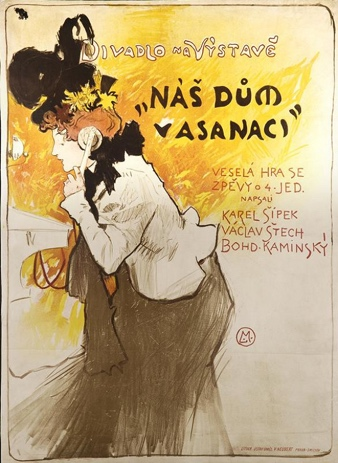 DIVADLO NA VÝSTAVĚ
„NÁŠ DŮM
V ASANACI"
VESELÁ HRA SE
ZPĚVY O 4. JED.
NAPSALI
KAREL ŠÍPEK
VÁCLAV ŠTECH
BOHD. KAMINSKÝ